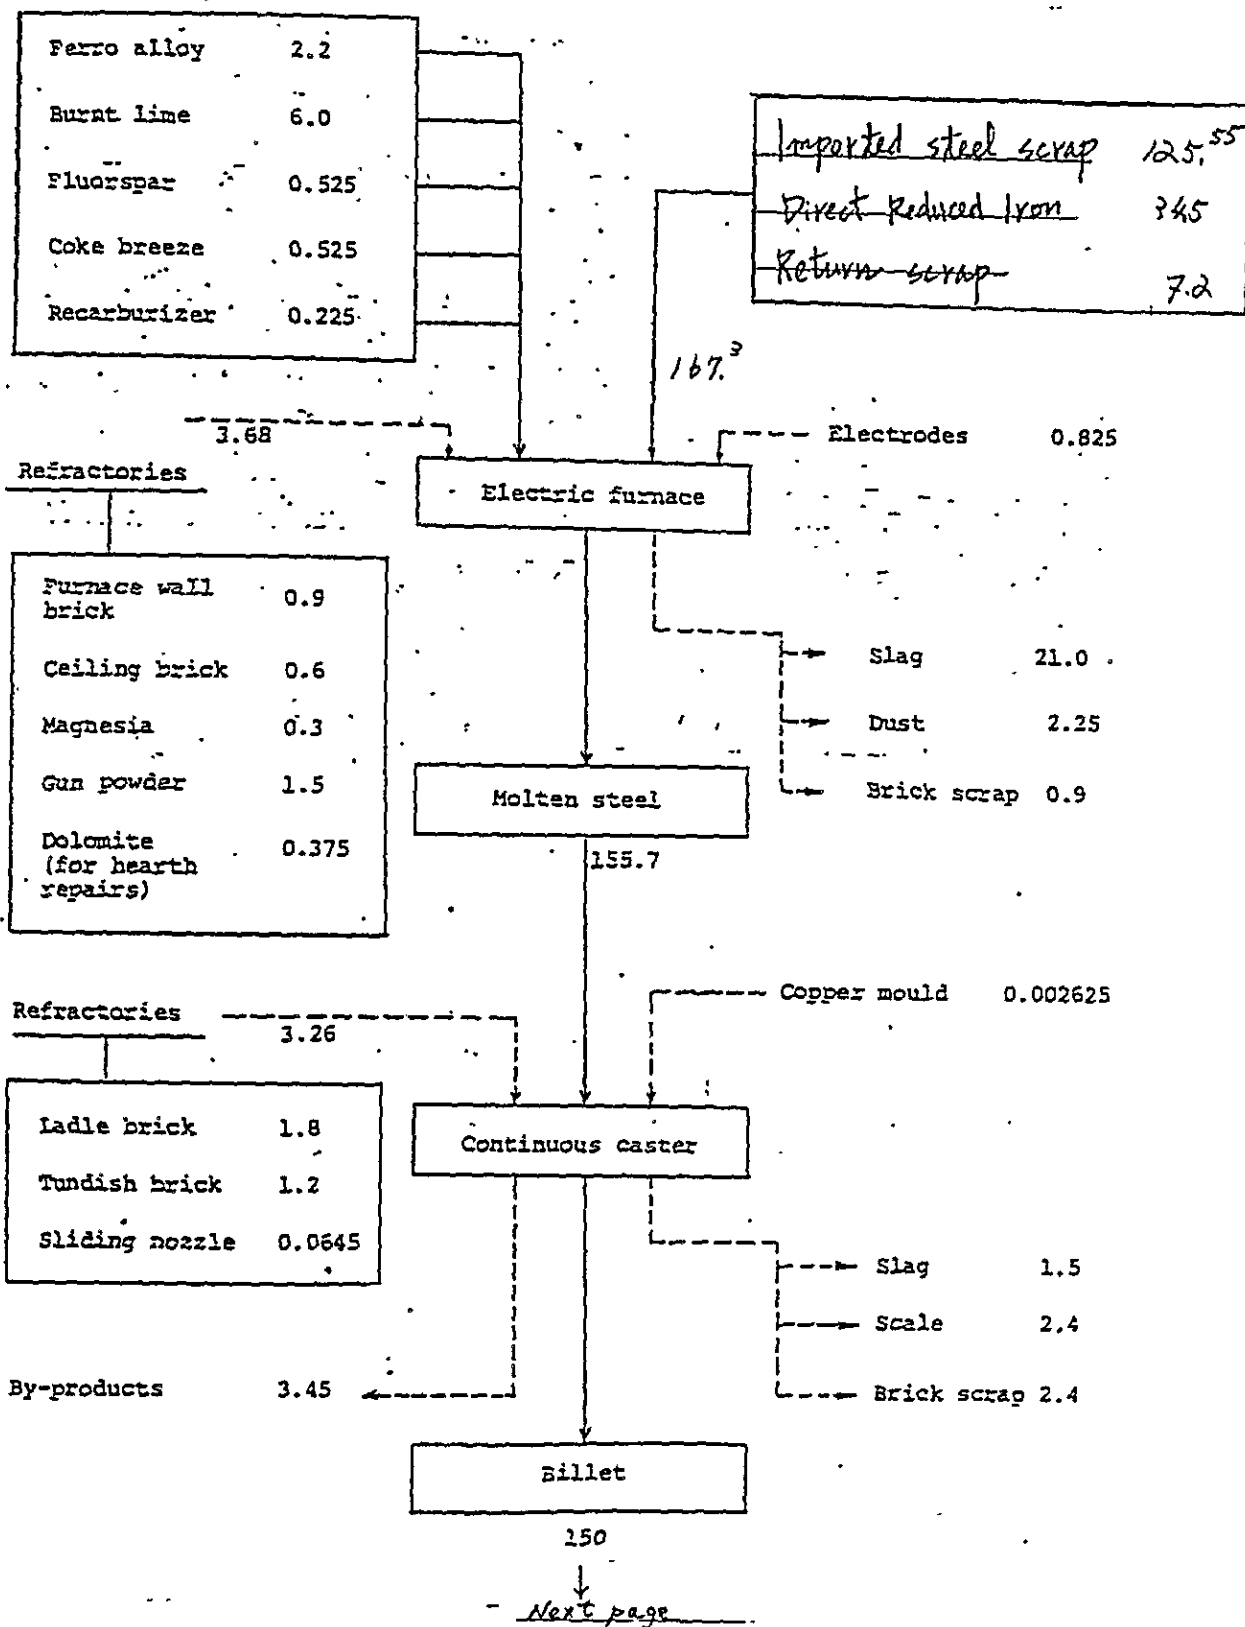 Ferro alloy 2.2
Burnt lime 6.0
Fluorspar 0.525
Coke breeze 0.525
Recarburizer 0.225
Imported steel scrap 125.55
Direct Reduced Iron 345
Return scrap 7.2
167.3
3.68
Electrodes 0.825
Refractories
Electric furnace
Furnace wall
brick 0.9
Ceiling brick 0.6
Magnesia 0.3
Gun powder 1.5
Dolomite 0.375
(for hearth
repairs)
Slag 21.0
Dust 2.25
Brick scrap 0.9
Molten steel
155.7
Refractories
3.26
Copper mould 0.002625
Ladle brick 1.8
Tundish brick 1.2
Sliding nozzle 0.0645
Continuous caster
Slag 1.5
Scale 2.4
Brick scrap 2.4
By-products 3.45
Billet
150
Next page